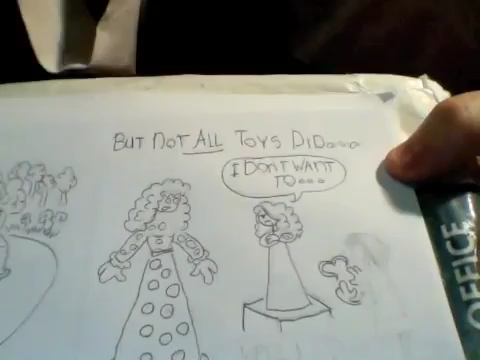 BUT NOT ALL TOYS DID...
I DON'T WANT
TO...
OFFICE